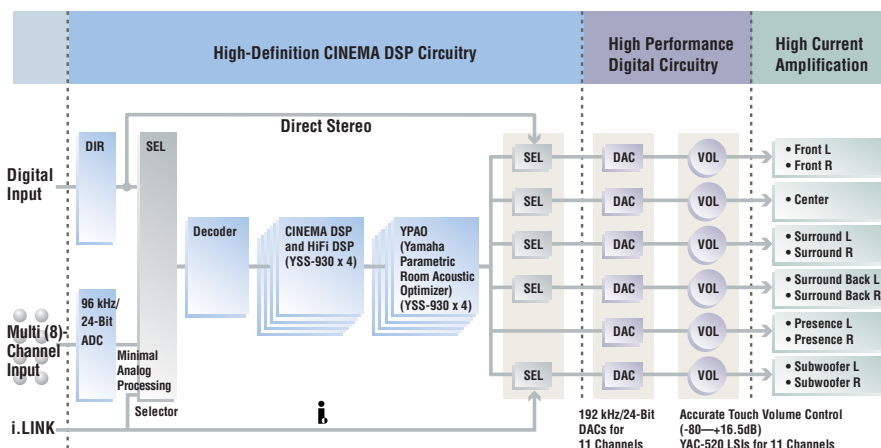 High-Definition CINEMA DSP Circuitry
High Performance
Digital Circuitry
High Current
Amplification
Direct Stereo
Digital
Input
DIR
SEL
Decoder
CINEMA DSP
and HiFi DSP
(YSS-930 x 4)
YPAO
(Yamaha
Parametric
Room Acoustic
Optimizer)
(YSS-930 x 4)
SEL
DAC
VOL
• Front L
• Front R
SEL
DAC
VOL
• Center
SEL
DAC
VOL
• Surround L
• Surround R
SEL
DAC
VOL
• Surround Back L
• Surround Back R
DAC
VOL
• Presence L
• Presence R
SEL
DAC
VOL
• Subwoofer L
• Subwoofer R
Multi (8)-
Channel
Input
96 kHz/
24-Bit
ADC
Minimal
Analog
Processing
Selector
i.LINK
192 kHz/24-Bit
DACs for
11 Channels
Accurate Touch Volume Control
(-80—+16.5dB)
YAC-520 LSIs for 11 Channels